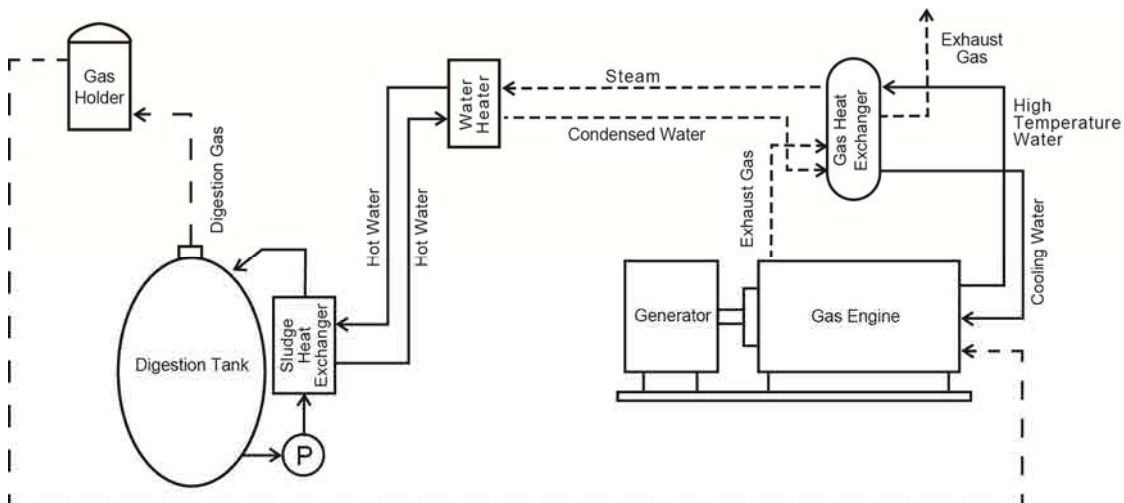 Gas
Holder
Digestion Gas
Digestion Tank
Sludge
Heat
Exchanger
P
Hot Water
Hot Water
Water
Heater
Steam
Condensed Water
Exhaust Gas
Gas Heat
Exchanger
Exhaust
Gas
High
Temperature
Water
Cooling Water
Generator
Gas Engine